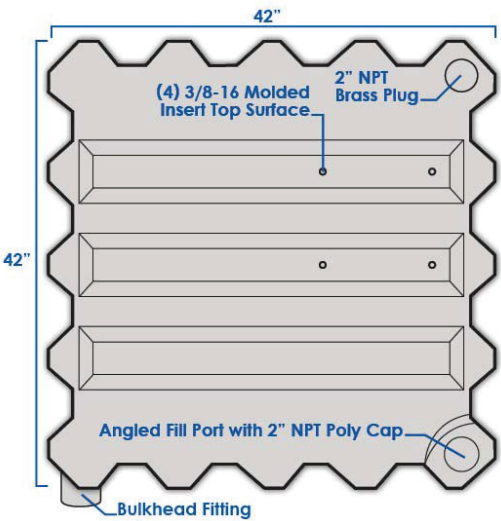 42”
2” NPT
Brass Plug
(4) 3/8-16 Molded
Insert Top Surface
42”
Angled Fill Port with 2” NPT Poly Cap
Bulkhead Fitting